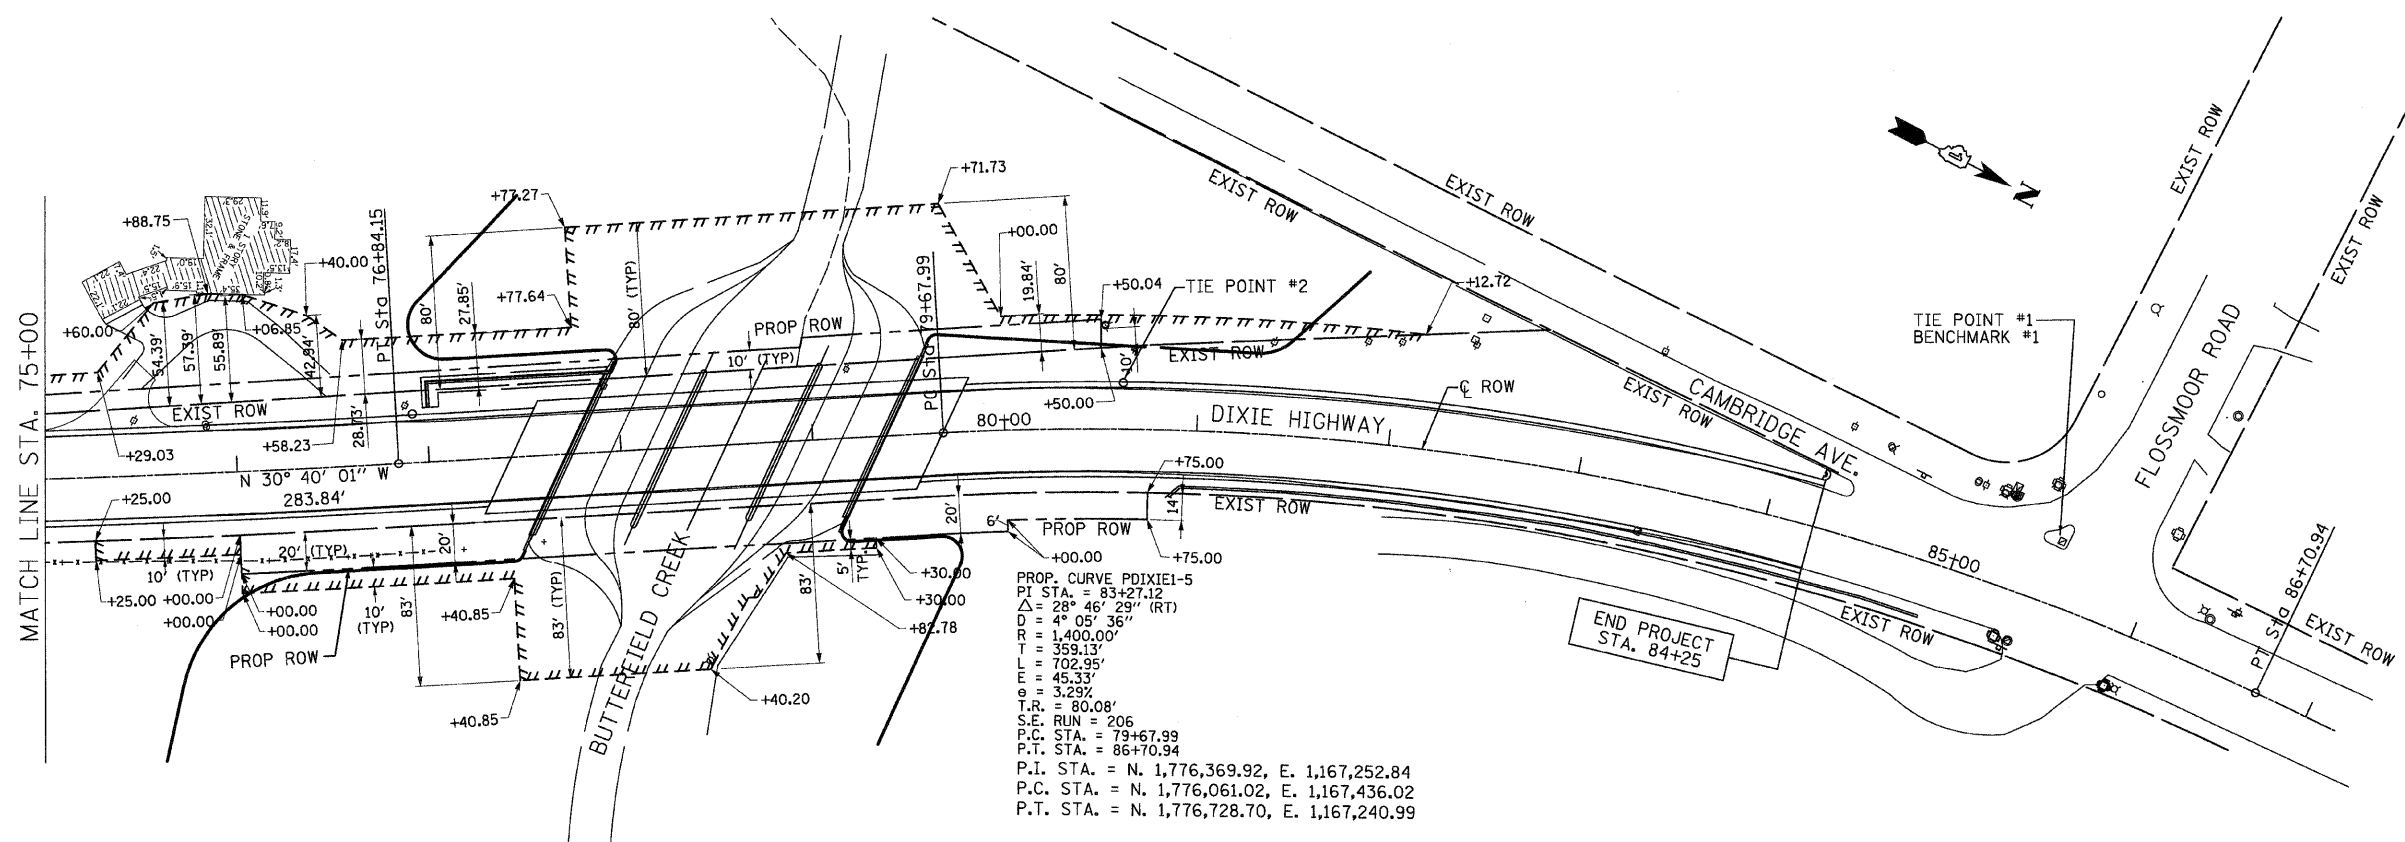 MATCH LINE STA. 75+00
+88.75
1 STORY FRAME
STONE &
+60.00
+06.85
+40.00
54.39'
57.39'
55.89'
42.94'
EXIST ROW
+29.03
+58.23
28.73'
PT Sta 76+84.15
N 30° 40' 01" W
283.84'
+77.27
+77.64
80'
27.85'
80' (TYP)
10' (TYP)
PROP ROW
+71.73
+00.00
19.84'
80'
+50.04
TIE POINT #2
+12.72
EXIST ROW
10'
+50.00
PC Sta 79+67.99
80+00
DIXIE HIGHWAY
℄ ROW
EXIST ROW
EXIST ROW
EXIST ROW
CAMBRIDGE AVE.
TIE POINT #1
BENCHMARK #1
N
EXIST ROW
EXIST ROW
FLOSSMOOR ROAD
+25.00
20' (TYP)
20'
10' (TYP)
+25.00
+00.00
+00.00
+00.00
+00.00
PROP ROW
10'
(TYP)
83'
+40.85
+40.85
83' (TYP)
BUTTERFIELD CREEK
83'
5'
TYP
+30.00
+30.00
+82.78
+40.20
20'
6'
PROP ROW
+00.00
+75.00
14'
+75.00
EXIST ROW
85+00
EXIST ROW
END PROJECT
STA. 84+25
PT Sta 86+70.94
EXIST ROW
PROP. CURVE PDIXIE1-5
PI STA. = 83+27.12
△= 28° 46' 29" (RT)
D = 4° 05' 36"
R = 1,400.00'
T = 359.13'
L = 702.95'
E = 45.33'
e = 3.29%
T.R. = 80.08'
S.E. RUN = 206
P.C. STA. = 79+67.99
P.T. STA. = 86+70.94
P.I. STA. = N. 1,776,369.92, E. 1,167,252.84
P.C. STA. = N. 1,776,061.02, E. 1,167,436.02
P.T. STA. = N. 1,776,728.70, E. 1,167,240.99